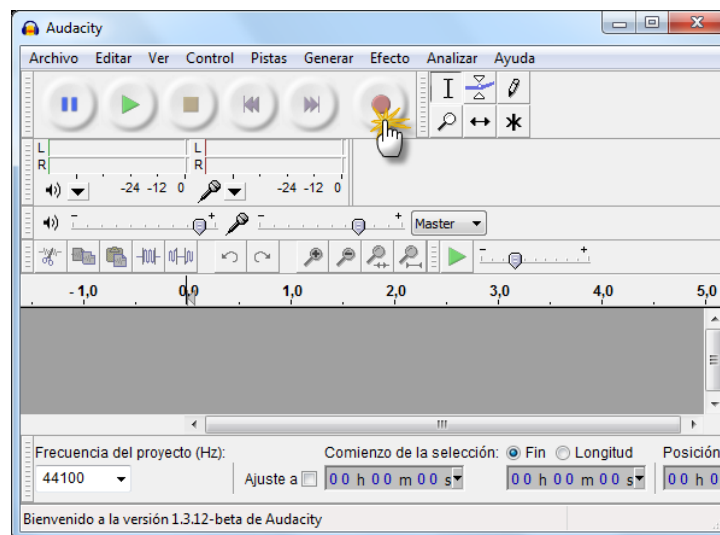 Audacity
Archivo Editar Ver Control Pistas Generar Efecto Analizar Ayuda
L L
R R
-24 -12 0 -24 -12 0
- + - + Master
- +
- 1,0 0,0 1,0 2,0 3,0 4,0 5,0
Frecuencia del proyecto (Hz): Comienzo de la selección: Fin Longitud Posición
44100 Ajuste a 00 h 00 m 00 s 00 h 00 m 00 s 00 h 0
Bienvenido a la versión 1.3.12-beta de Audacity